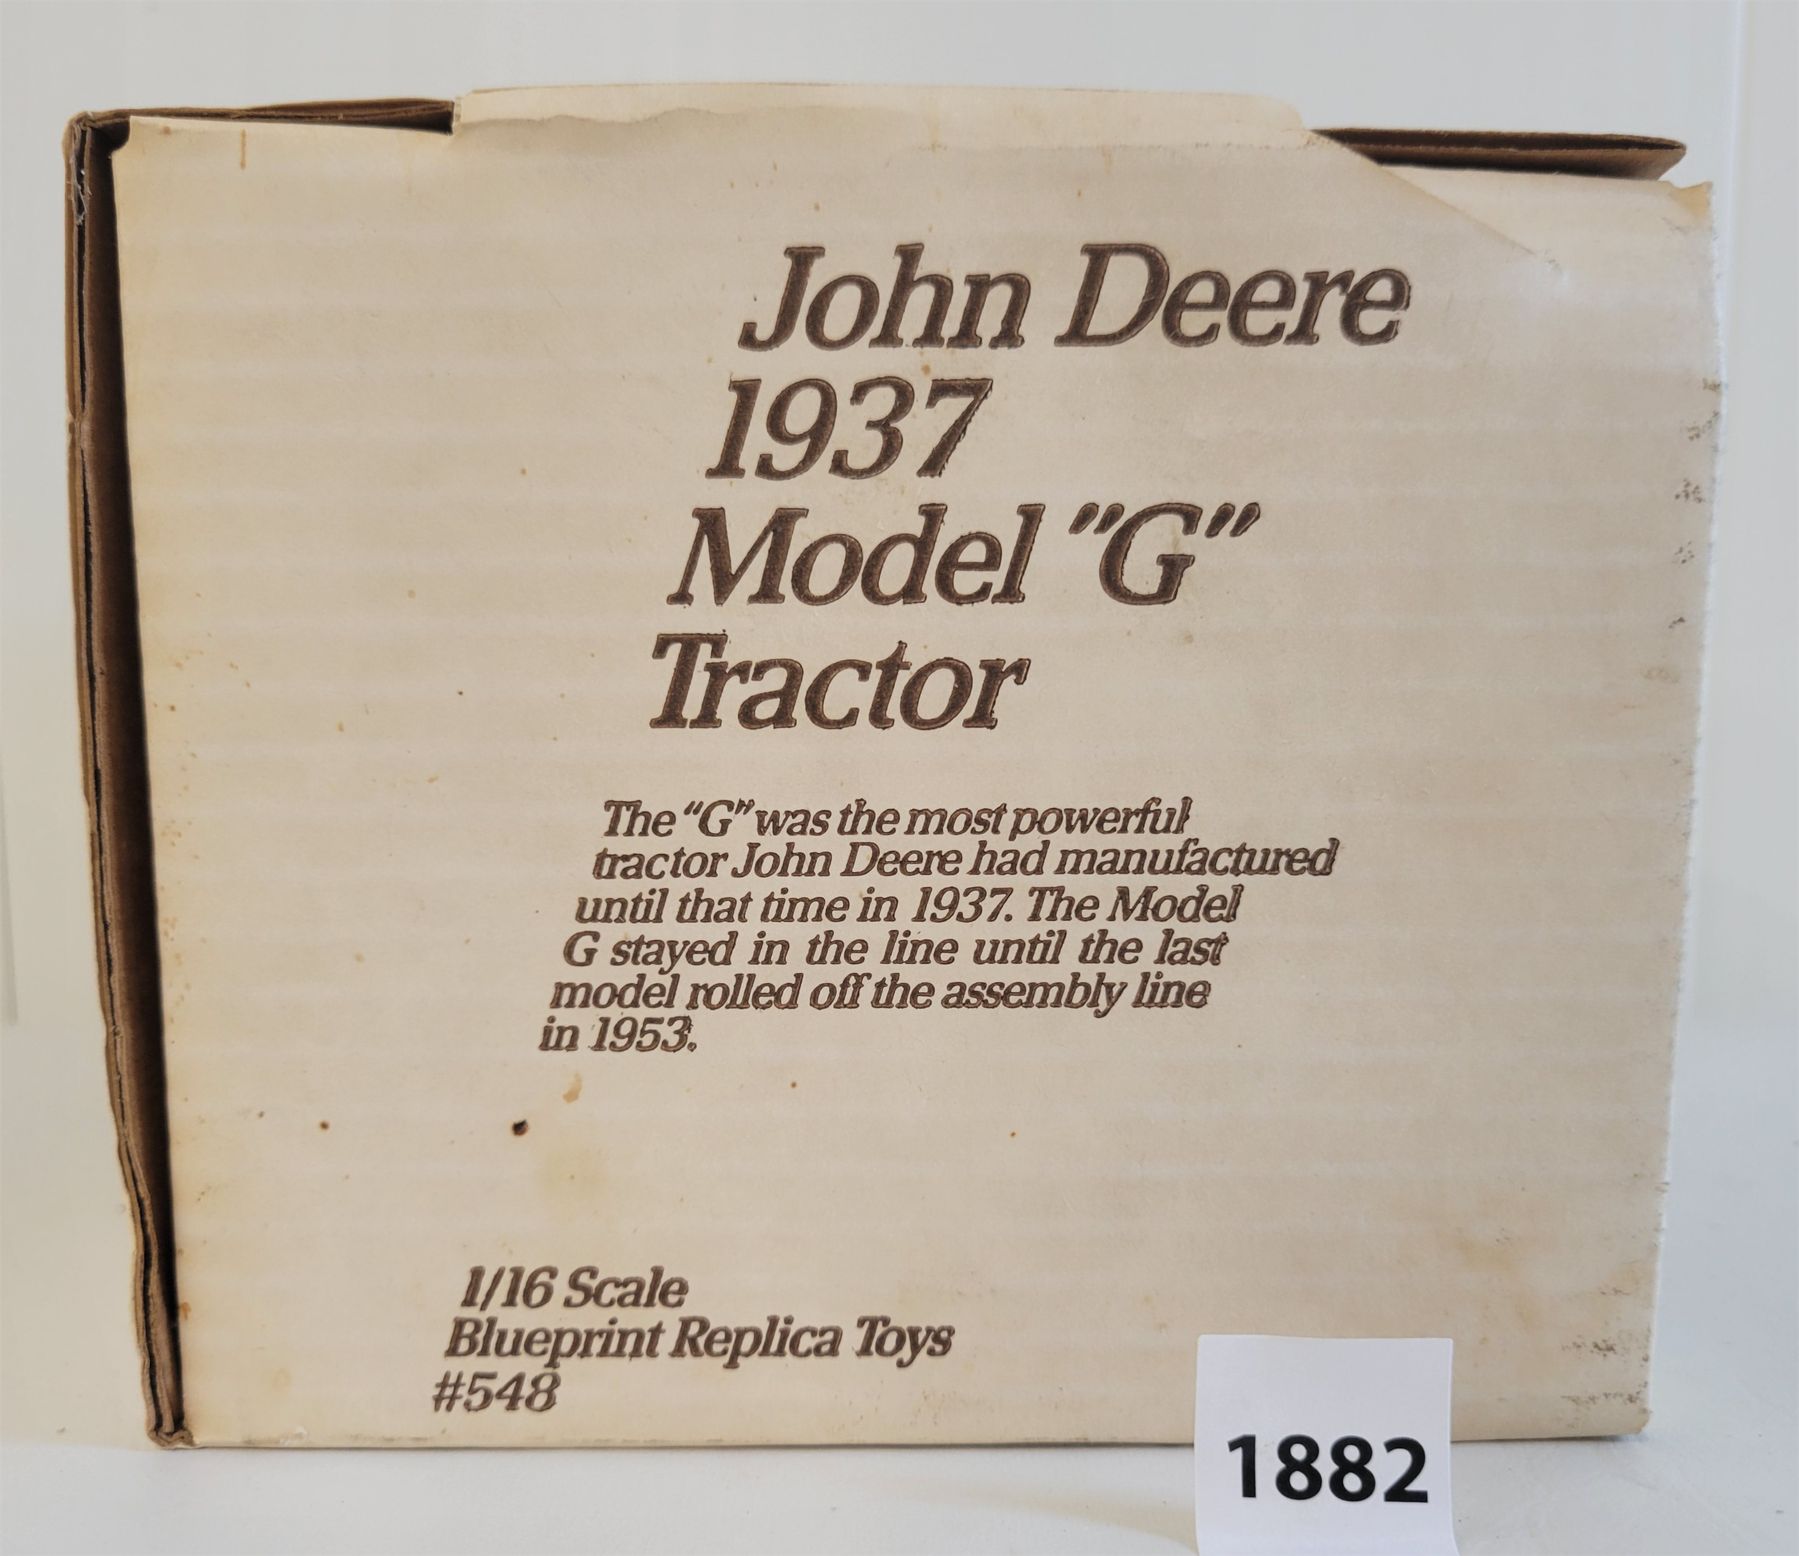 John Deere
1937
Model "G"
Tractor
The "G" was the most powerful
tractor John Deere had manufactured
until that time in 1937. The Model
G stayed in the line until the last
model rolled off the assembly line
in 1953.
1/16 Scale
Blueprint Replica Toys
#548
1882